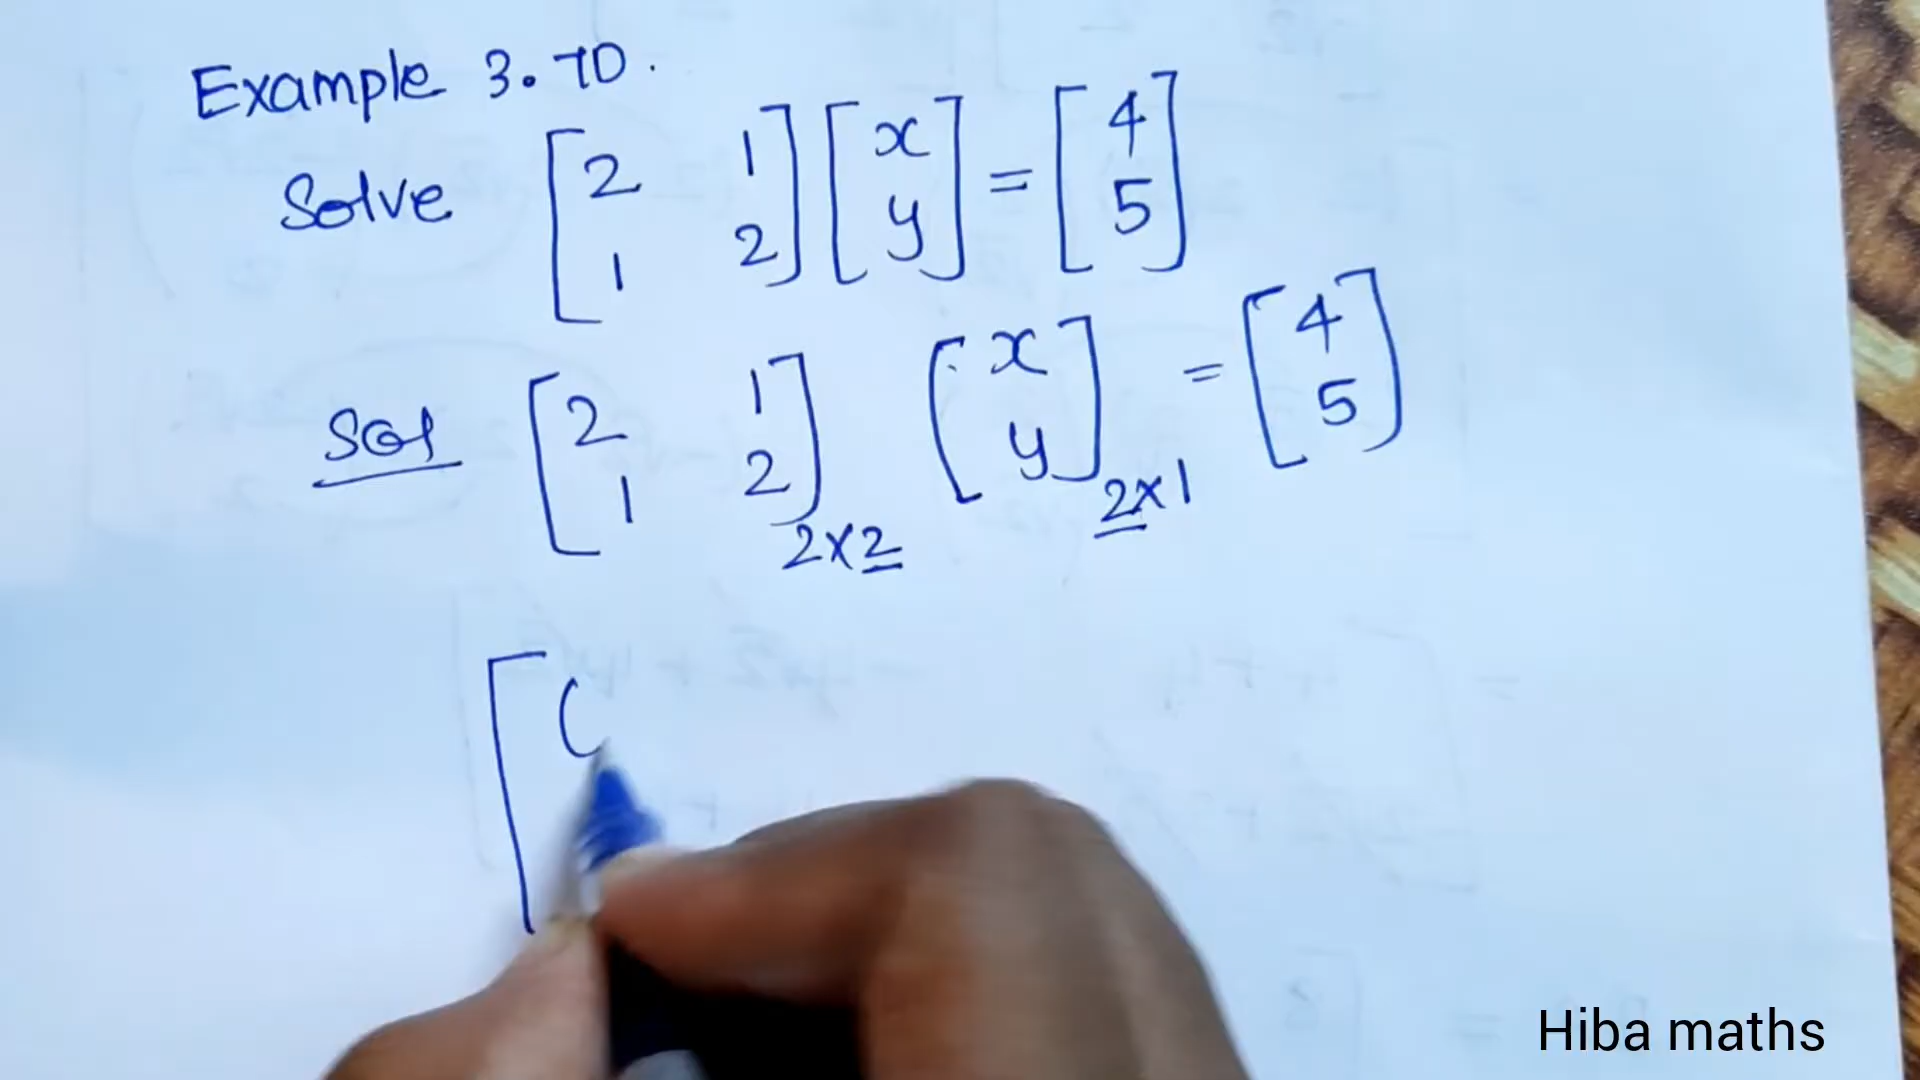 Example 3.70.
Solve [2 1 1 2] [x y] = [4 5]
Sol [2 1 1 2] 2×2 [x y] 2×1 = [4 5]
[(
Hiba maths